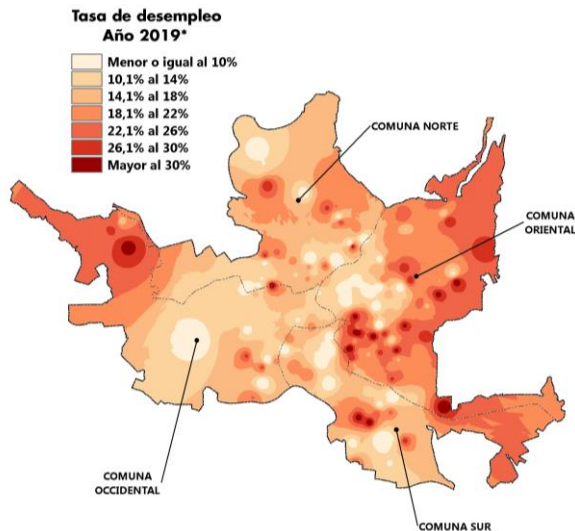 Tasa de desempleo
Año 2019*
Menor o igual al 10%
10,1% al 14%
14,1% al 18%
18,1% al 22%
22,1% al 26%
26,1% al 30%
Mayor al 30%
COMUNA NORTE
COMUNA
ORIENTAL
COMUNA
OCCIDENTAL
COMUNA SUR